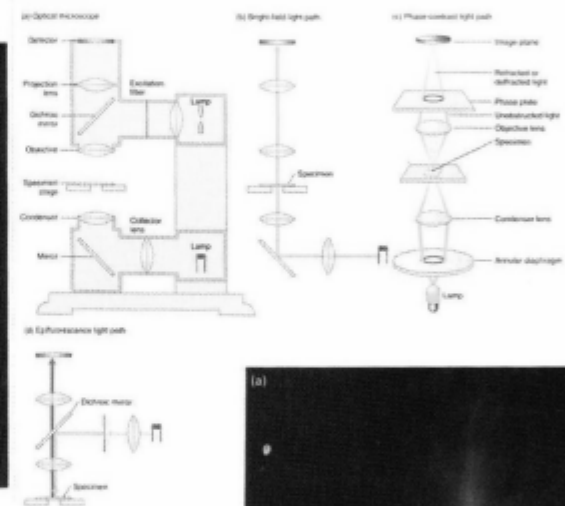 (a) Optical microscope
Detector
Projection lens
Excitation filter
Lamp
Dichroic mirror
Objective
Specimen stage
Condenser
Collector lens
Lamp
Mirror
(b) Bright-field light path
Specimen
(c) Phase-contrast light path
Image plane
Refracted or diffracted light
Phase plate
Unobstructed light
Objective lens
Specimen
Condenser lens
Annular diaphragm
Lamp
(d) Epifluorescence light path
Dichroic mirror
Specimen
(a)